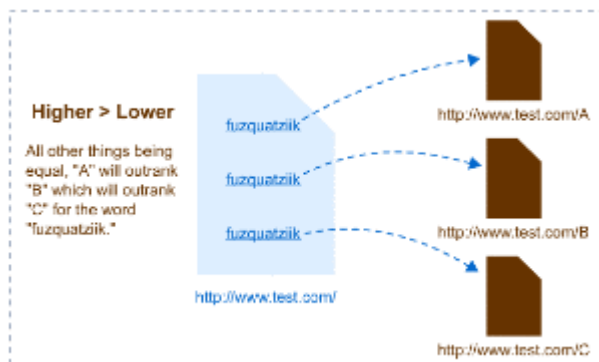 Higher > Lower
All other things being
equal, "A" will outrank
"B" which will outrank
"C" for the word
"fuzquatziik."
fuzquatziik
fuzquatziik
fuzquatziik
http://www.test.com/
http://www.test.com/A
http://www.test.com/B
http://www.test.com/C